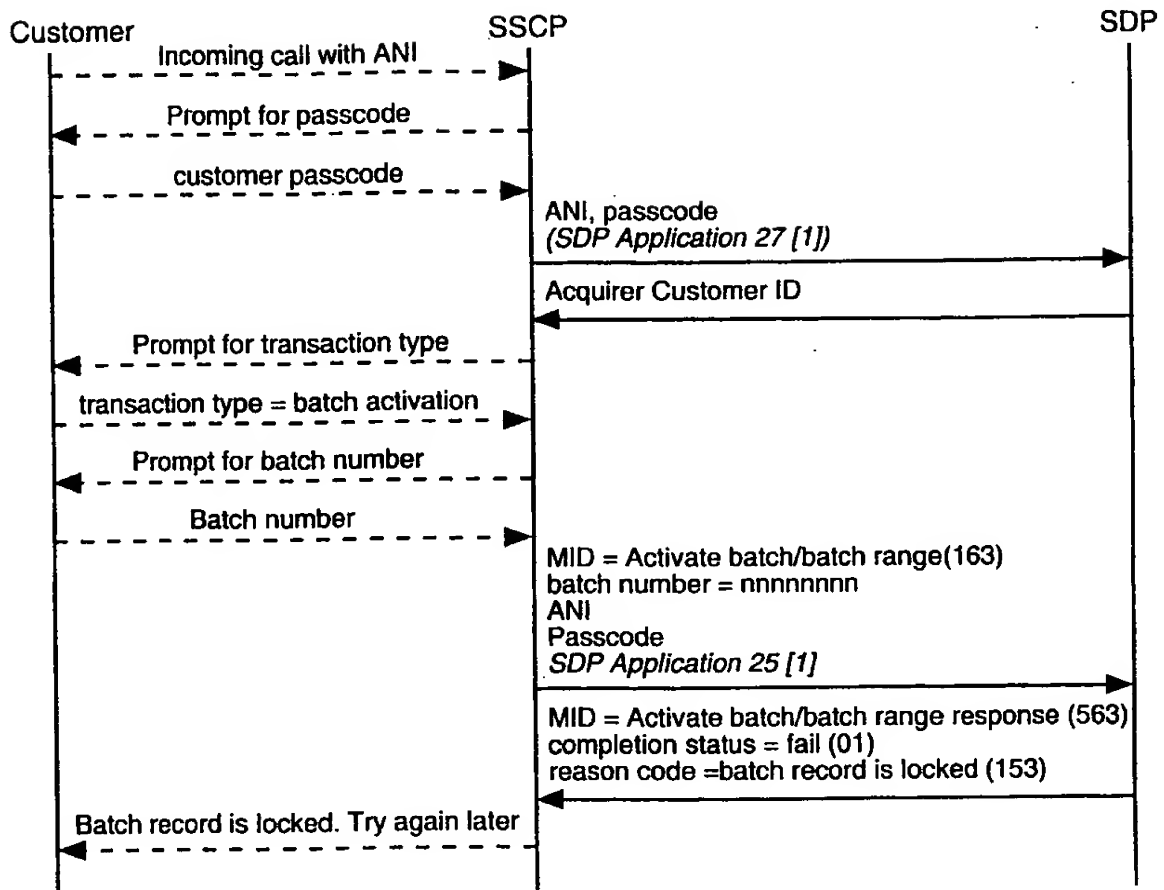 Customer
SSCP
SDP
Incoming call with ANI
Prompt for passcode
customer passcode
ANI, passcode
(SDP Application 27 [1])
Acquirer Customer ID
Prompt for transaction type
transaction type = batch activation
Prompt for batch number
Batch number
MID = Activate batch/batch range(163)
batch number = nnnnnnnn
ANI
Passcode
SDP Application 25 [1]
MID = Activate batch/batch range response (563)
completion status = fail (01)
reason code =batch record is locked (153)
Batch record is locked. Try again later